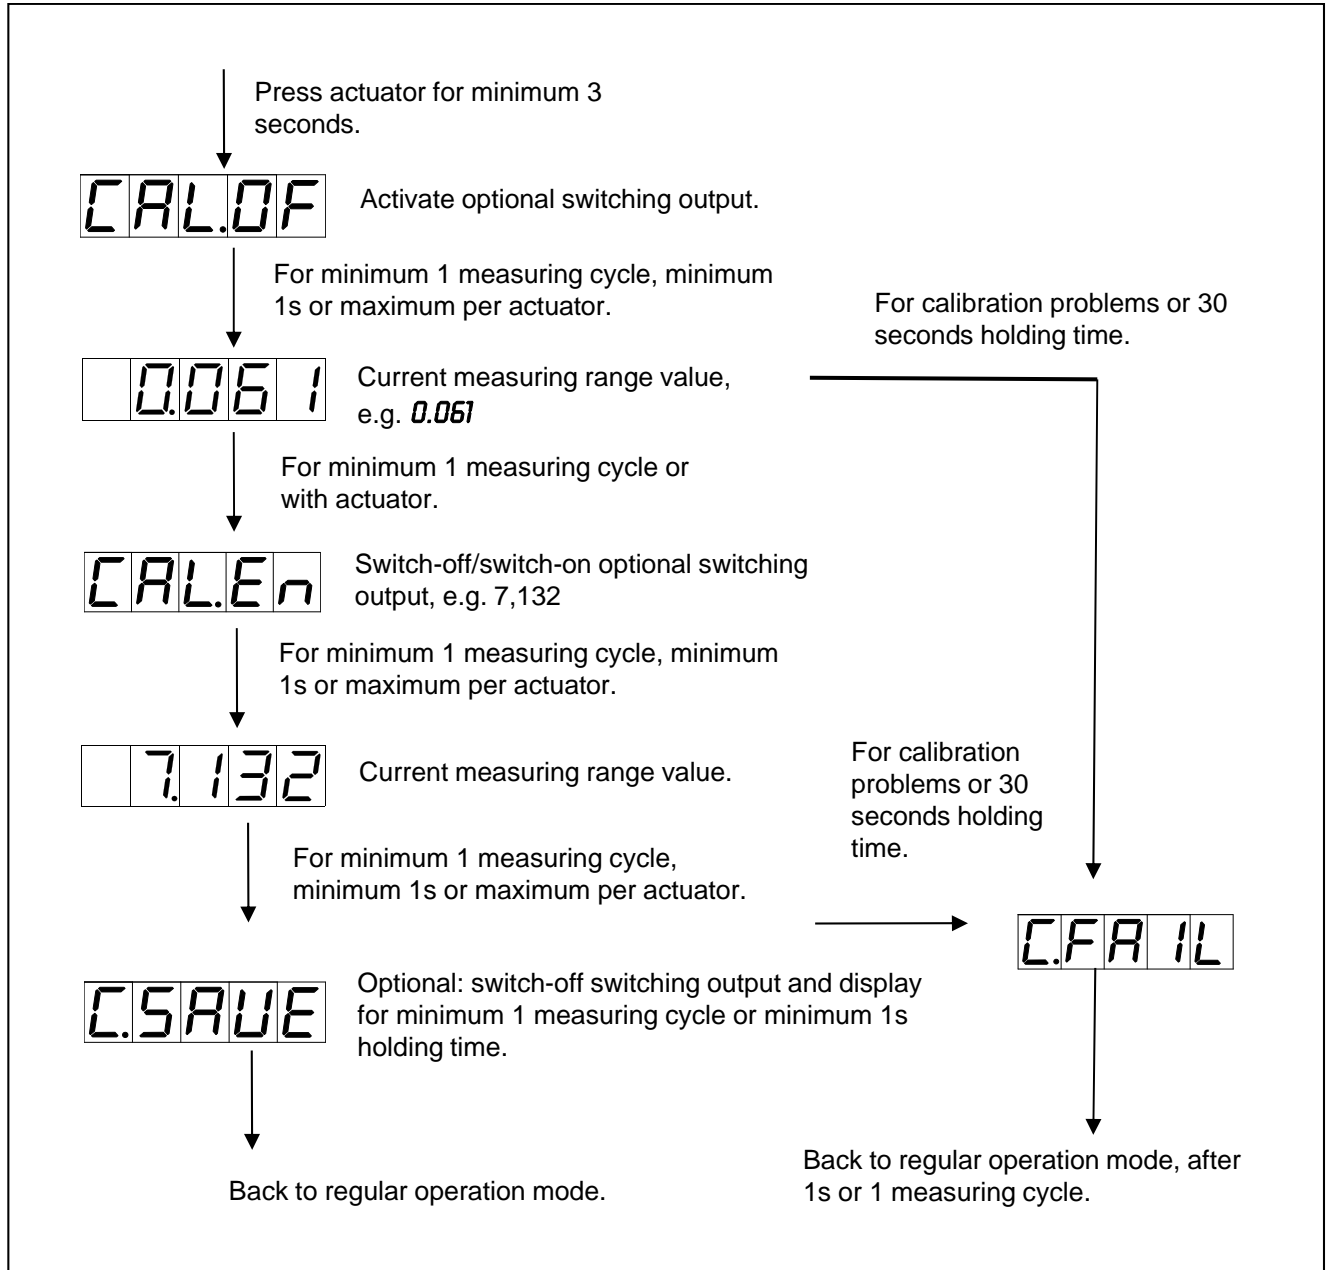 Press actuator for minimum 3
seconds.
CAL.OF
Activate optional switching output.
For minimum 1 measuring cycle, minimum
1s or maximum per actuator.
For calibration problems or 30
seconds holding time.
0.061
Current measuring range value,
e.g. 0.061
For minimum 1 measuring cycle or
with actuator.
CAL.En
Switch-off/switch-on optional switching
output, e.g. 7,132
For minimum 1 measuring cycle, minimum
1s or maximum per actuator.
7.132
Current measuring range value.
For calibration
problems or 30
seconds holding
time.
For minimum 1 measuring cycle,
minimum 1s or maximum per actuator.
C.FAIL
C.SAVE
Optional: switch-off switching output and display
for minimum 1 measuring cycle or minimum 1s
holding time.
Back to regular operation mode.
Back to regular operation mode, after
1s or 1 measuring cycle.